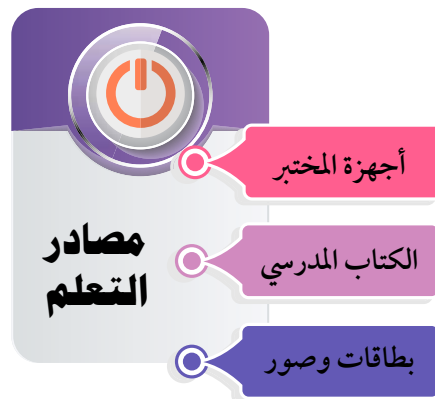 مصادر
التعلم
أجهزة المختبر
الكتاب المدرسي
بطاقات وصور